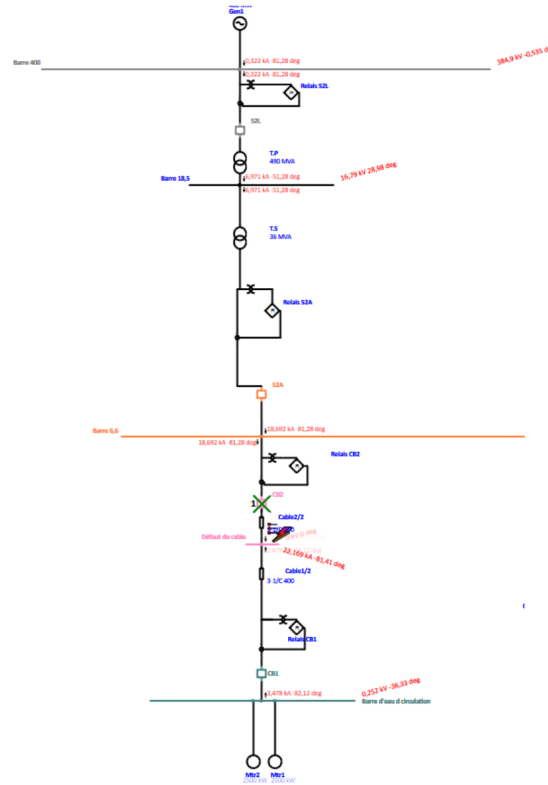 Gen1
Barre 400
384,9 kV -0,535 d
0,322 kA -81,28 deg
0,322 kA -81,28 deg
Relais 52L
52L
T.P
490 MVA
Barre 18,5
6,971 kA -51,28 deg
6,971 kA -51,28 deg
16,79 kV 28,98 deg
T.S
36 MVA
Relais 52A
52A
Barre 6,6
18,692 kA -81,28 deg
18,692 kA -81,28 deg
Relais CB2
CB2
1
Cable2/2
Défaut du cable
22,169 kA -81,41 deg
Cable1/2
3-1/C 400
Relais CB1
CB1
3,478 kA -82,12 deg
0,252 kV -36,33 deg
Barre d'eau d circulation
Mtr2
Mtr1
2500 kW
2500 kW